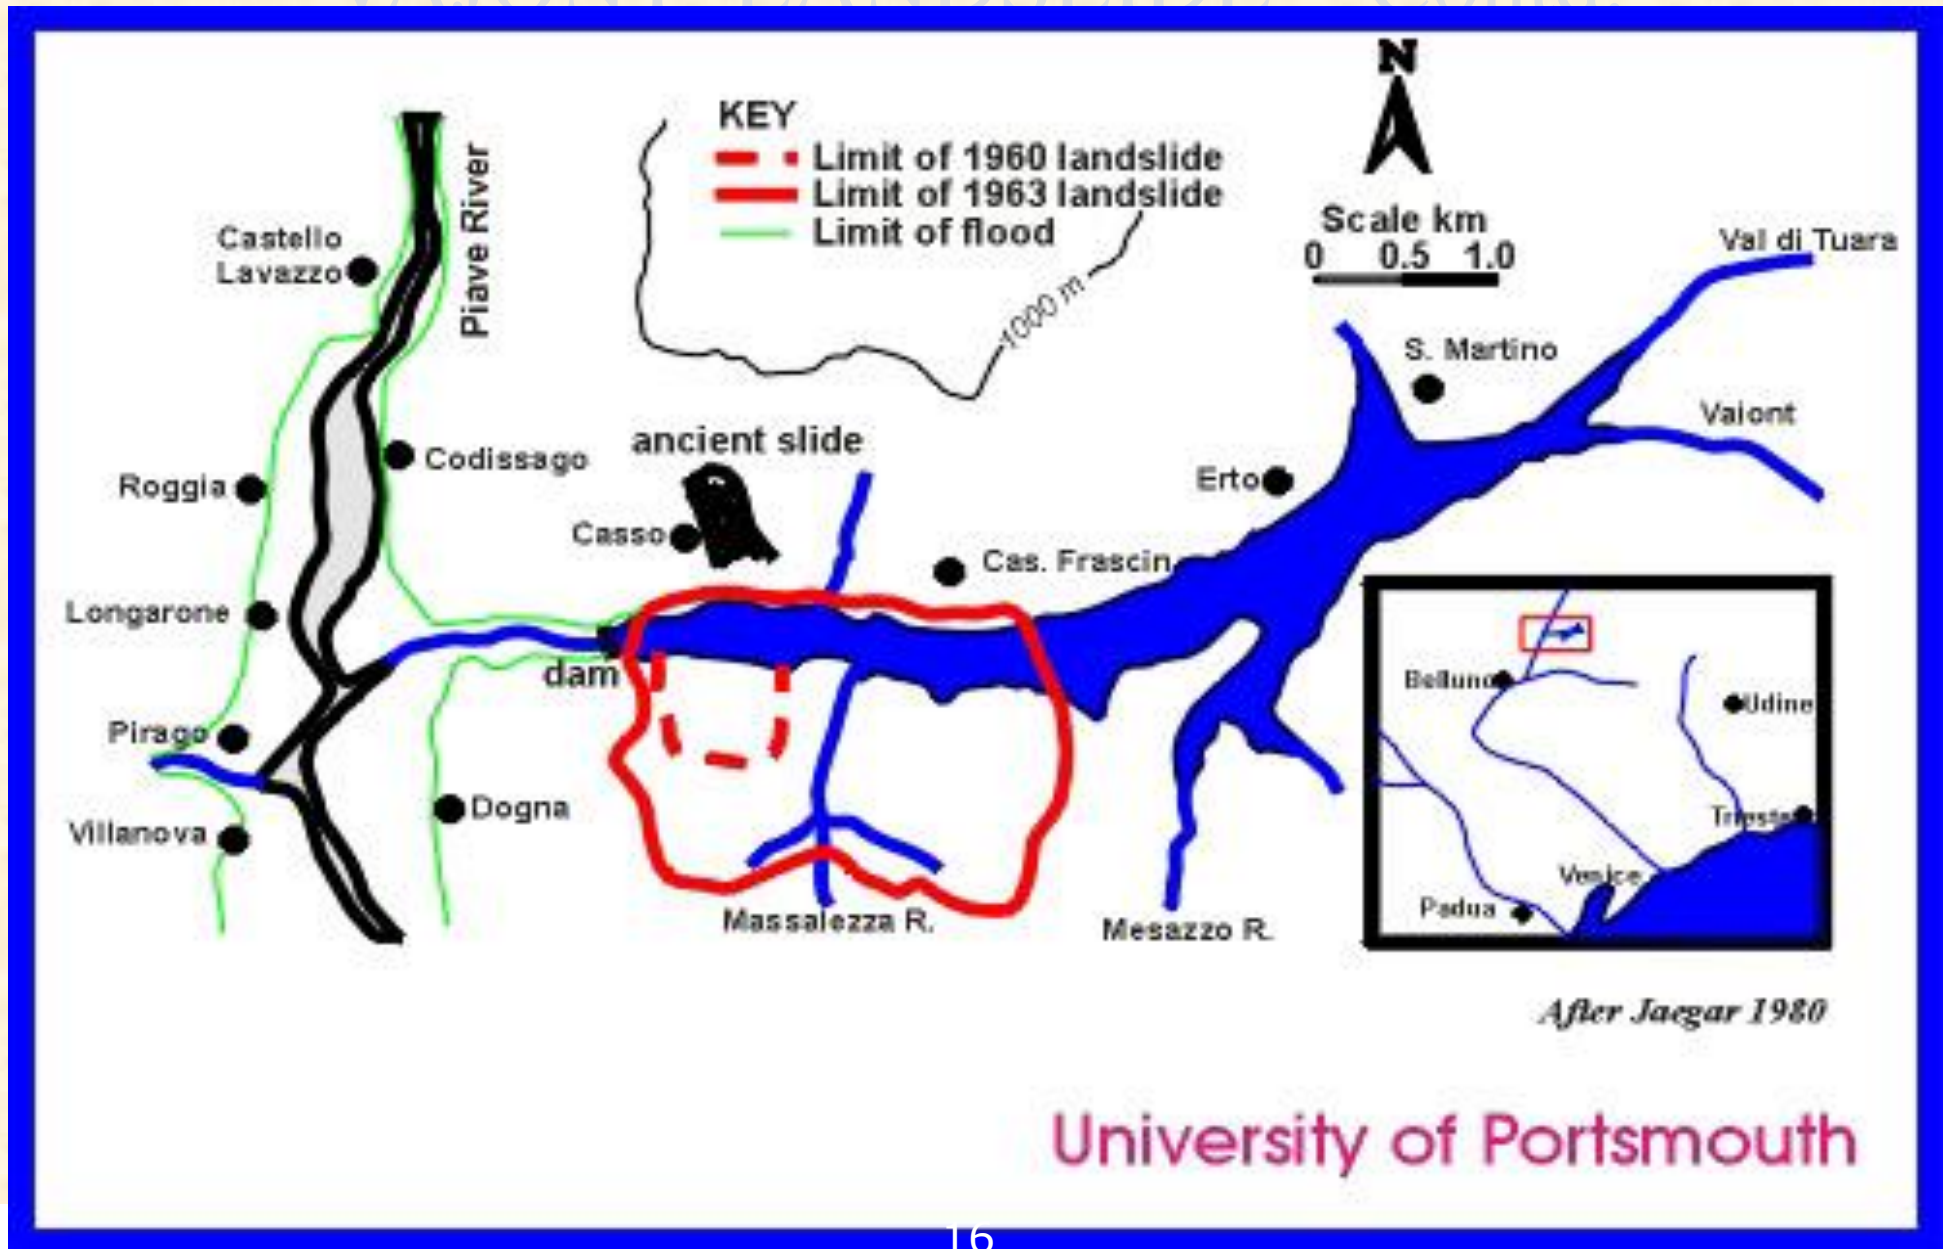 N
KEY
Limit of 1960 landslide
Limit of 1963 landslide
Limit of flood
Scale km
0 0.5 1.0
Piave River
Castello
Lavazzo
1000 m
Val di Tuara
S. Martino
Vaiont
ancient slide
Codissago
Roggia
Erto
Casso
Cas. Frascin
Longarone
dam
Belluno
Udine
Pirago
Dogna
Villanova
Trieste
Venice
Padua
Massalezza R.
Mesazzo R.
After Jaegar 1980
University of Portsmouth
16